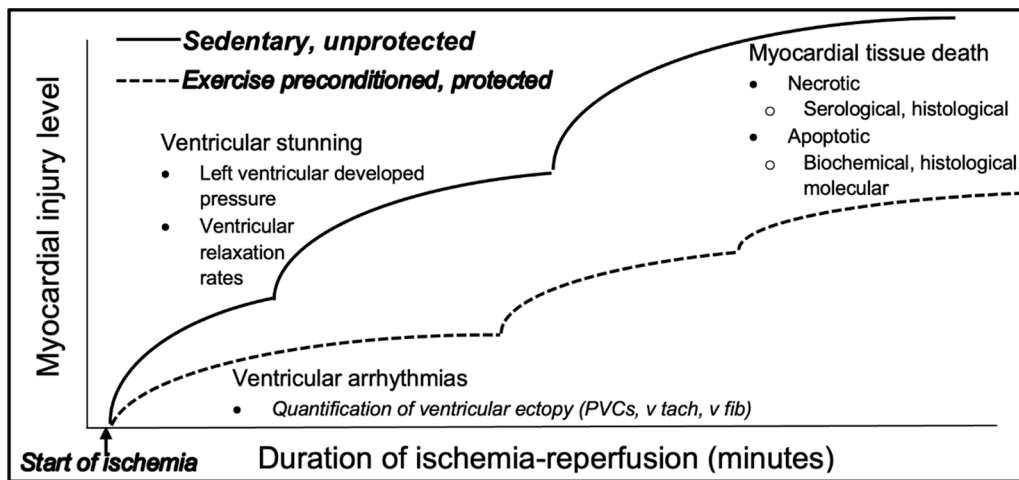 Sedentary, unprotected
Exercise preconditioned, protected
Myocardial tissue death
• Necrotic
o Serological, histological
• Apoptotic
o Biochemical, histological,
molecular
Ventricular stunning
• Left ventricular developed
pressure
• Ventricular
relaxation
rates
Myocardial injury level
Ventricular arrhythmias
• Quantification of ventricular ectopy (PVCs, v tach, v fib)
Start of ischemia
Duration of ischemia-reperfusion (minutes)